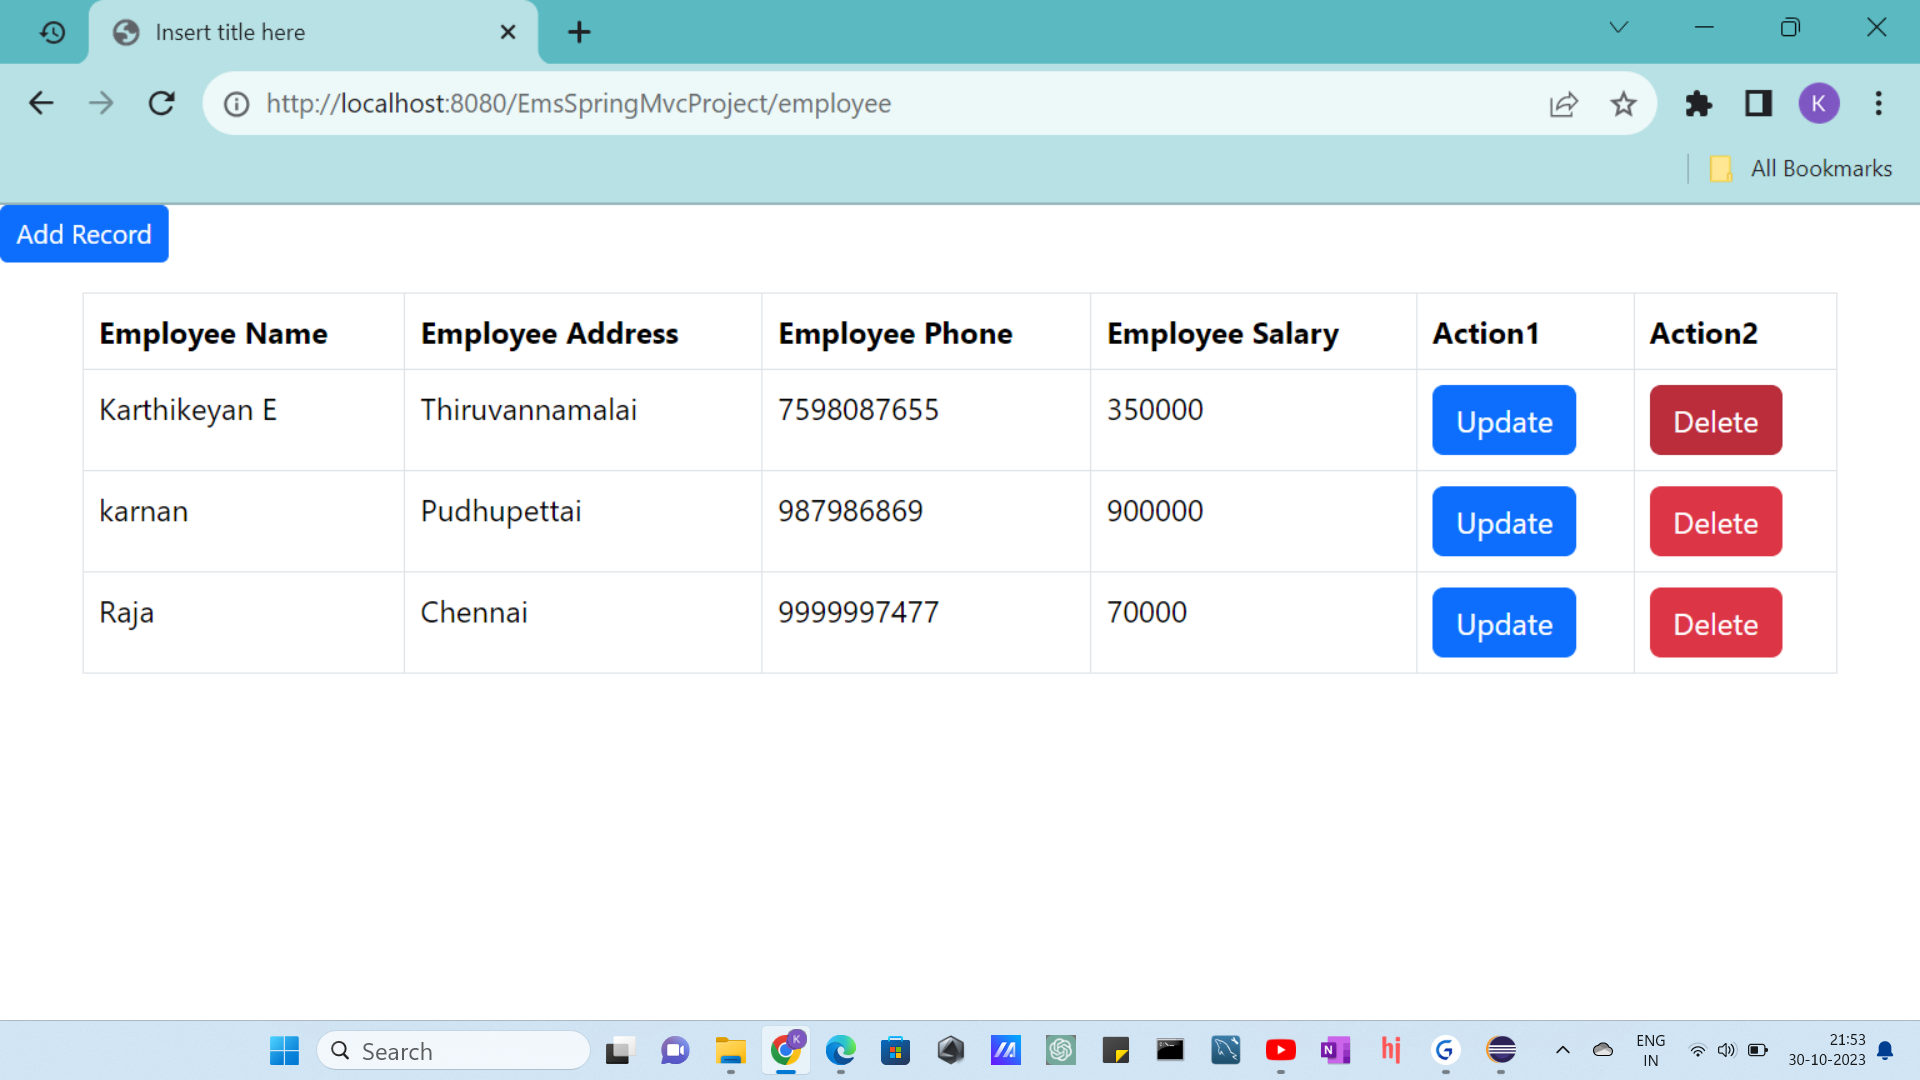 Insert title here
http://localhost:8080/EmsSpringMvcProject/employee
K
All Bookmarks
Add Record
Employee Name Employee Address Employee Phone Employee Salary Action1 Action2
Karthikeyan E Thiruvannamalai 7598087655 350000 Update Delete
karnan Pudhupettai 987986869 900000 Update Delete
Raja Chennai 9999997477 70000 Update Delete
Search
K
N
hi
G
ENG
IN
21:53
30-10-2023